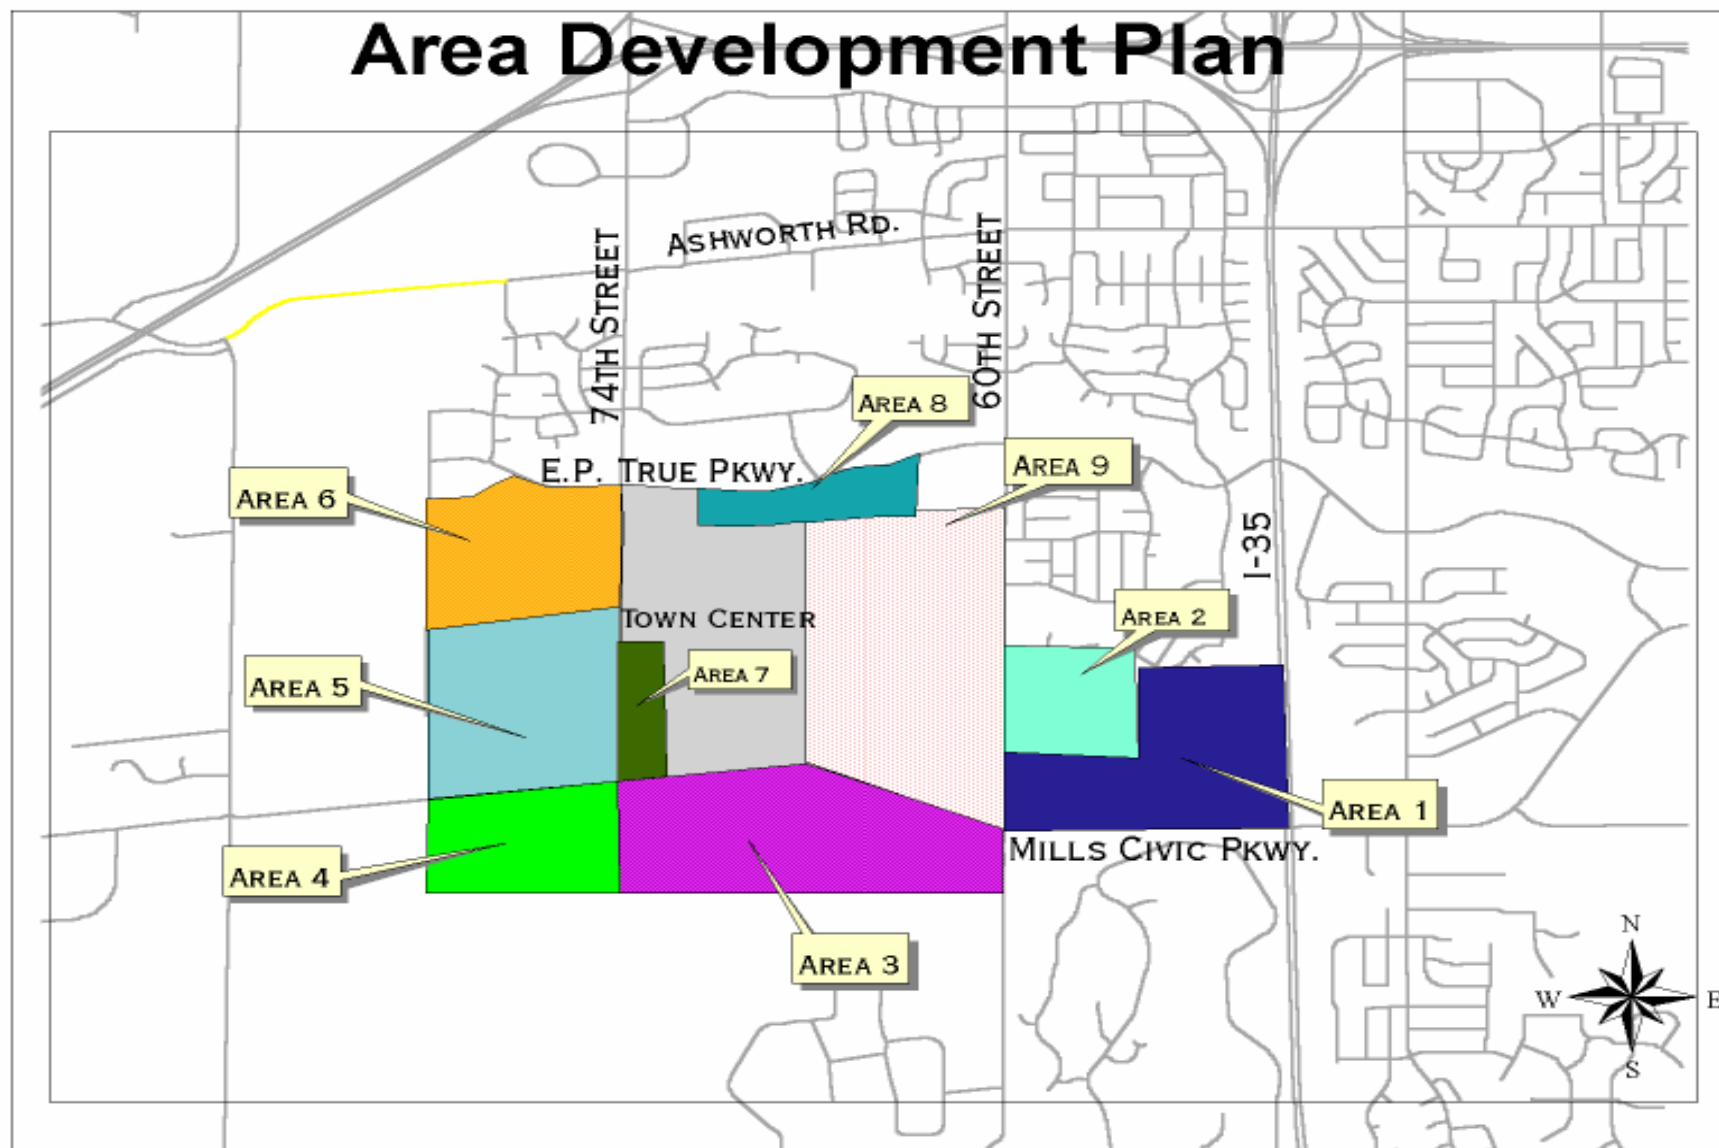 Area Development Plan
ASHWORTH RD.
74TH STREET
60TH STREET
AREA 8
E.P. TRUE PKWY.
AREA 9
AREA 6
I-35
TOWN CENTER
AREA 2
AREA 7
AREA 5
AREA 1
MILLS CIVIC PKWY.
AREA 4
AREA 3
N
W
E
S